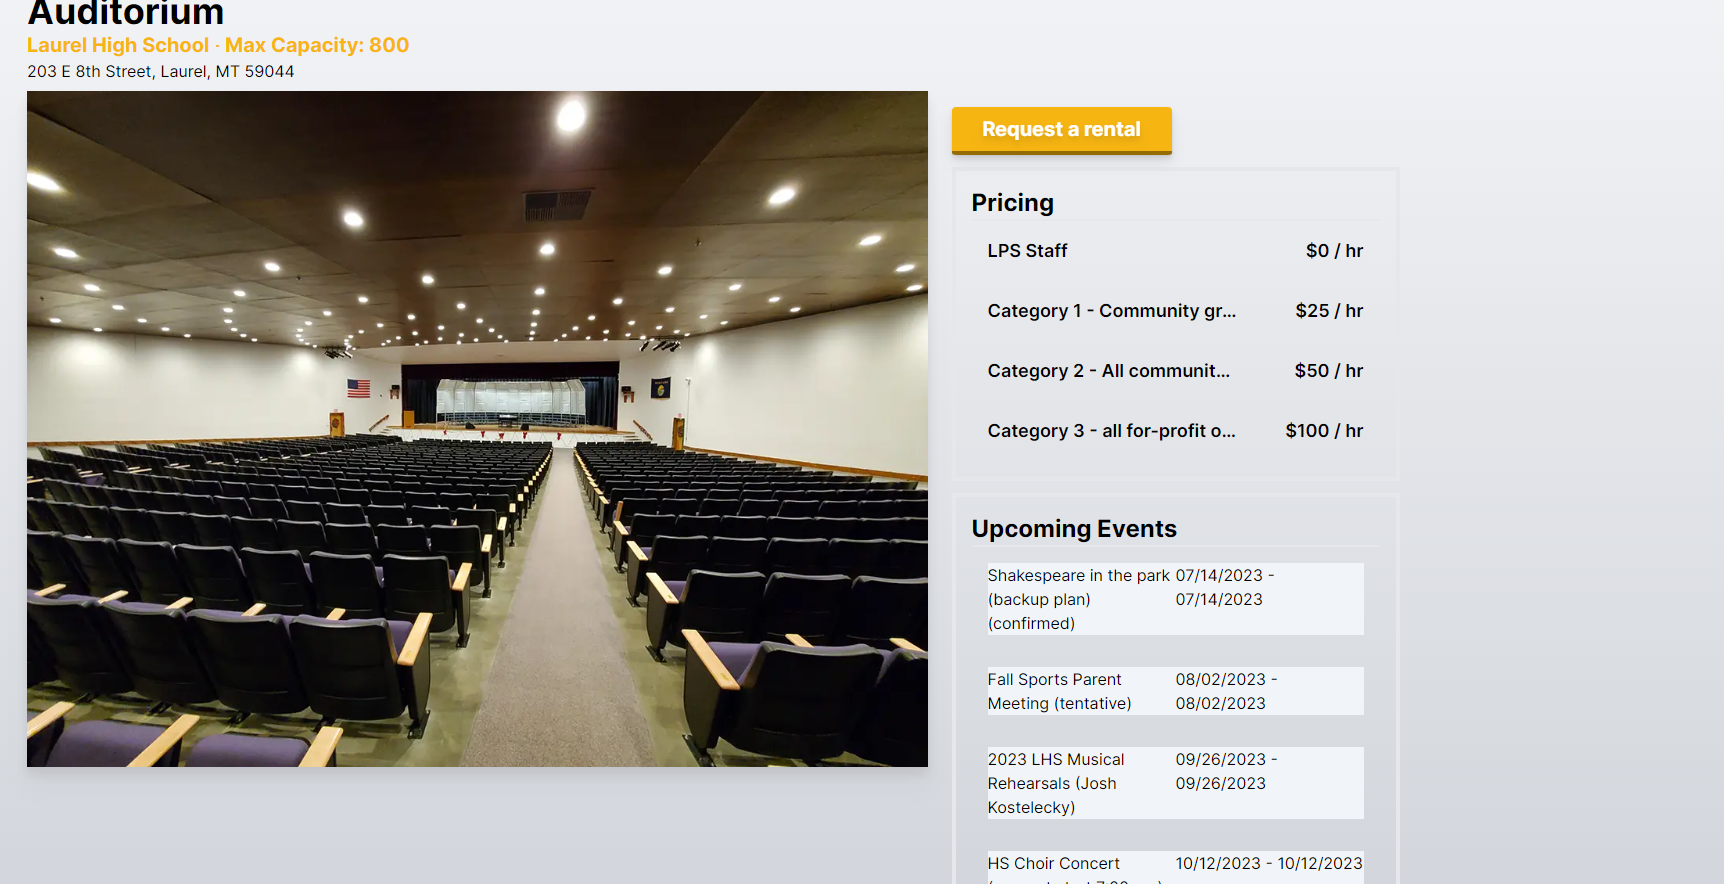 Auditorium
Laurel High School · Max Capacity: 800
203 E 8th Street, Laurel, MT 59044
Request a rental
Pricing
LPS Staff $0 / hr
Category 1 - Community gr... $25 / hr
Category 2 - All communit... $50 / hr
Category 3 - all for-profit o... $100 / hr
Upcoming Events
Shakespeare in the park 07/14/2023 -
(backup plan) 07/14/2023
(confirmed)
Fall Sports Parent 08/02/2023 -
Meeting (tentative) 08/02/2023
2023 LHS Musical 09/26/2023 -
Rehearsals (Josh 09/26/2023
Kostelecky)
HS Choir Concert 10/12/2023 - 10/12/2023